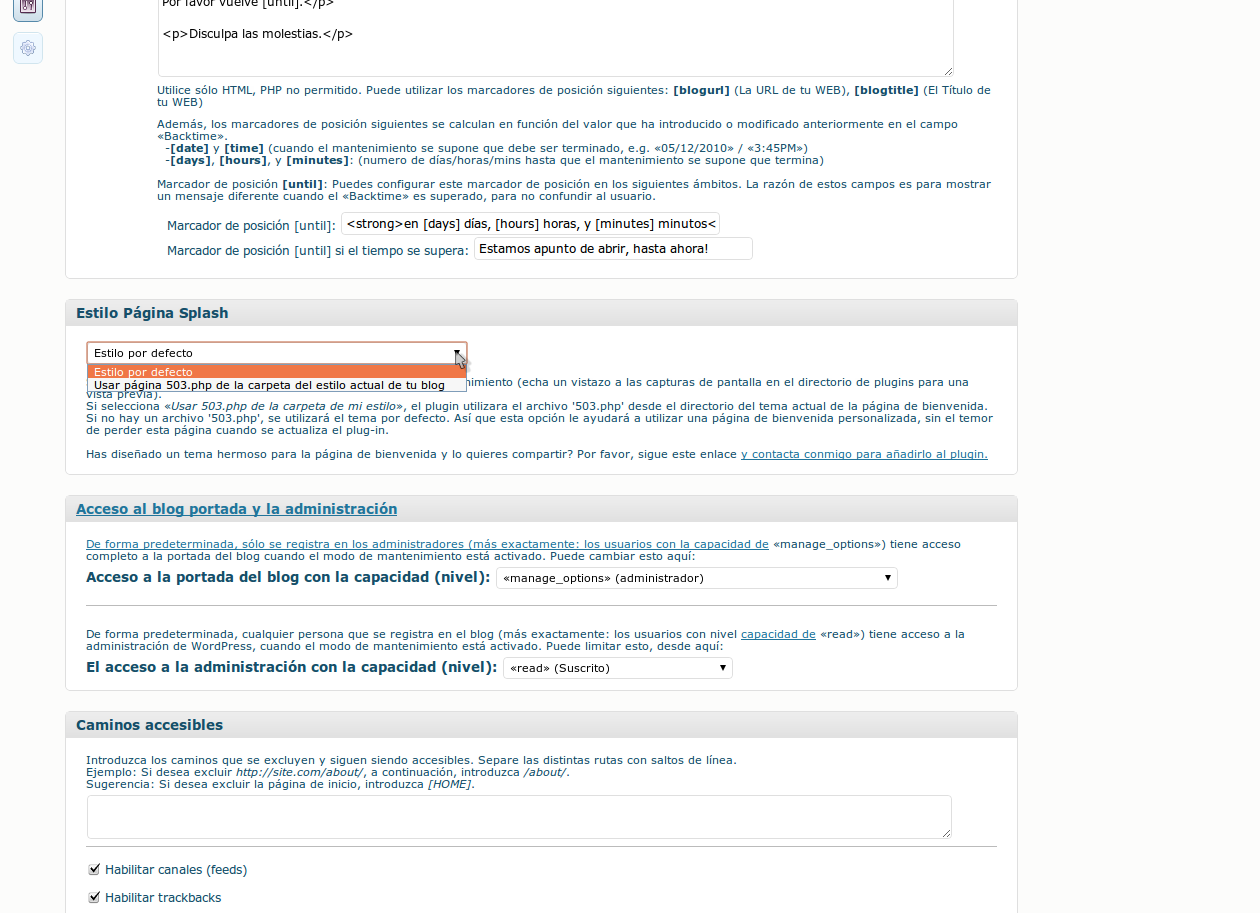 Por favor vuelve [until].</p>
<p>Disculpa las molestias.</p>
Utilice sólo HTML, PHP no permitido. Puede utilizar los marcadores de posición siguientes: [blogurl] (La URL de tu WEB), [blogtitle] (El Título de
tu WEB)
Además, los marcadores de posición siguientes se calculan en función del valor que ha introducido o modificado anteriormente en el campo
«Backtime».
-[date] y [time] (cuando el mantenimiento se supone que debe ser terminado, e.g. «05/12/2010» / «3:45PM»)
-[days], [hours], y [minutes]: (numero de días/horas/mins hasta que el mantenimiento se supone que termina)
Marcador de posición [until]: Puedes configurar este marcador de posición en los siguientes ámbitos. La razón de estos campos es para mostrar
un mensaje diferente cuando el «Backtime» es superado, para no confundir al usuario.
Marcador de posición [until]: <strong>en [days] días, [hours] horas, y [minutes] minutos<
Marcador de posición [until] si el tiempo se supera: Estamos apunto de abrir, hasta ahora!
Estilo Página Splash
Estilo por defecto
Estilo por defecto
Usar página 503.php de la carpeta del estilo actual de tu blog
nimiento (echa un vistazo a las capturas de pantalla en el directorio de plugins para una
vista previa).
Si selecciona «Usar 503.php de la carpeta de mi estilo», el plugin utilizara el archivo '503.php' desde el directorio del tema actual de la página de bienvenida.
Si no hay un archivo '503.php', se utilizará el tema por defecto. Así que esta opción le ayudará a utilizar una página de bienvenida personalizada, sin el temor
de perder esta página cuando se actualiza el plug-in.
Has diseñado un tema hermoso para la página de bienvenida y lo quieres compartir? Por favor, sigue este enlace y contacta conmigo para añadirlo al plugin.
Acceso al blog portada y la administración
De forma predeterminada, sólo se registra en los administradores (más exactamente: los usuarios con la capacidad de «manage_options») tiene acceso
completo a la portada del blog cuando el modo de mantenimiento está activado. Puede cambiar esto aquí:
Acceso a la portada del blog con la capacidad (nivel): «manage_options» (administrador)
De forma predeterminada, cualquier persona que se registra en el blog (más exactamente: los usuarios con nivel capacidad de «read») tiene acceso a la
administración de WordPress, cuando el modo de mantenimiento está activado. Puede limitar esto, desde aquí:
El acceso a la administración con la capacidad (nivel): «read» (Suscrito)
Caminos accesibles
Introduzca los caminos que se excluyen y siguen siendo accesibles. Separe las distintas rutas con saltos de línea.
Ejemplo: Si desea excluir http://site.com/about/, a continuación, introduzca /about/.
Sugerencia: Si desea excluir la página de inicio, introduzca [HOME].
Habilitar canales (feeds)
Habilitar trackbacks